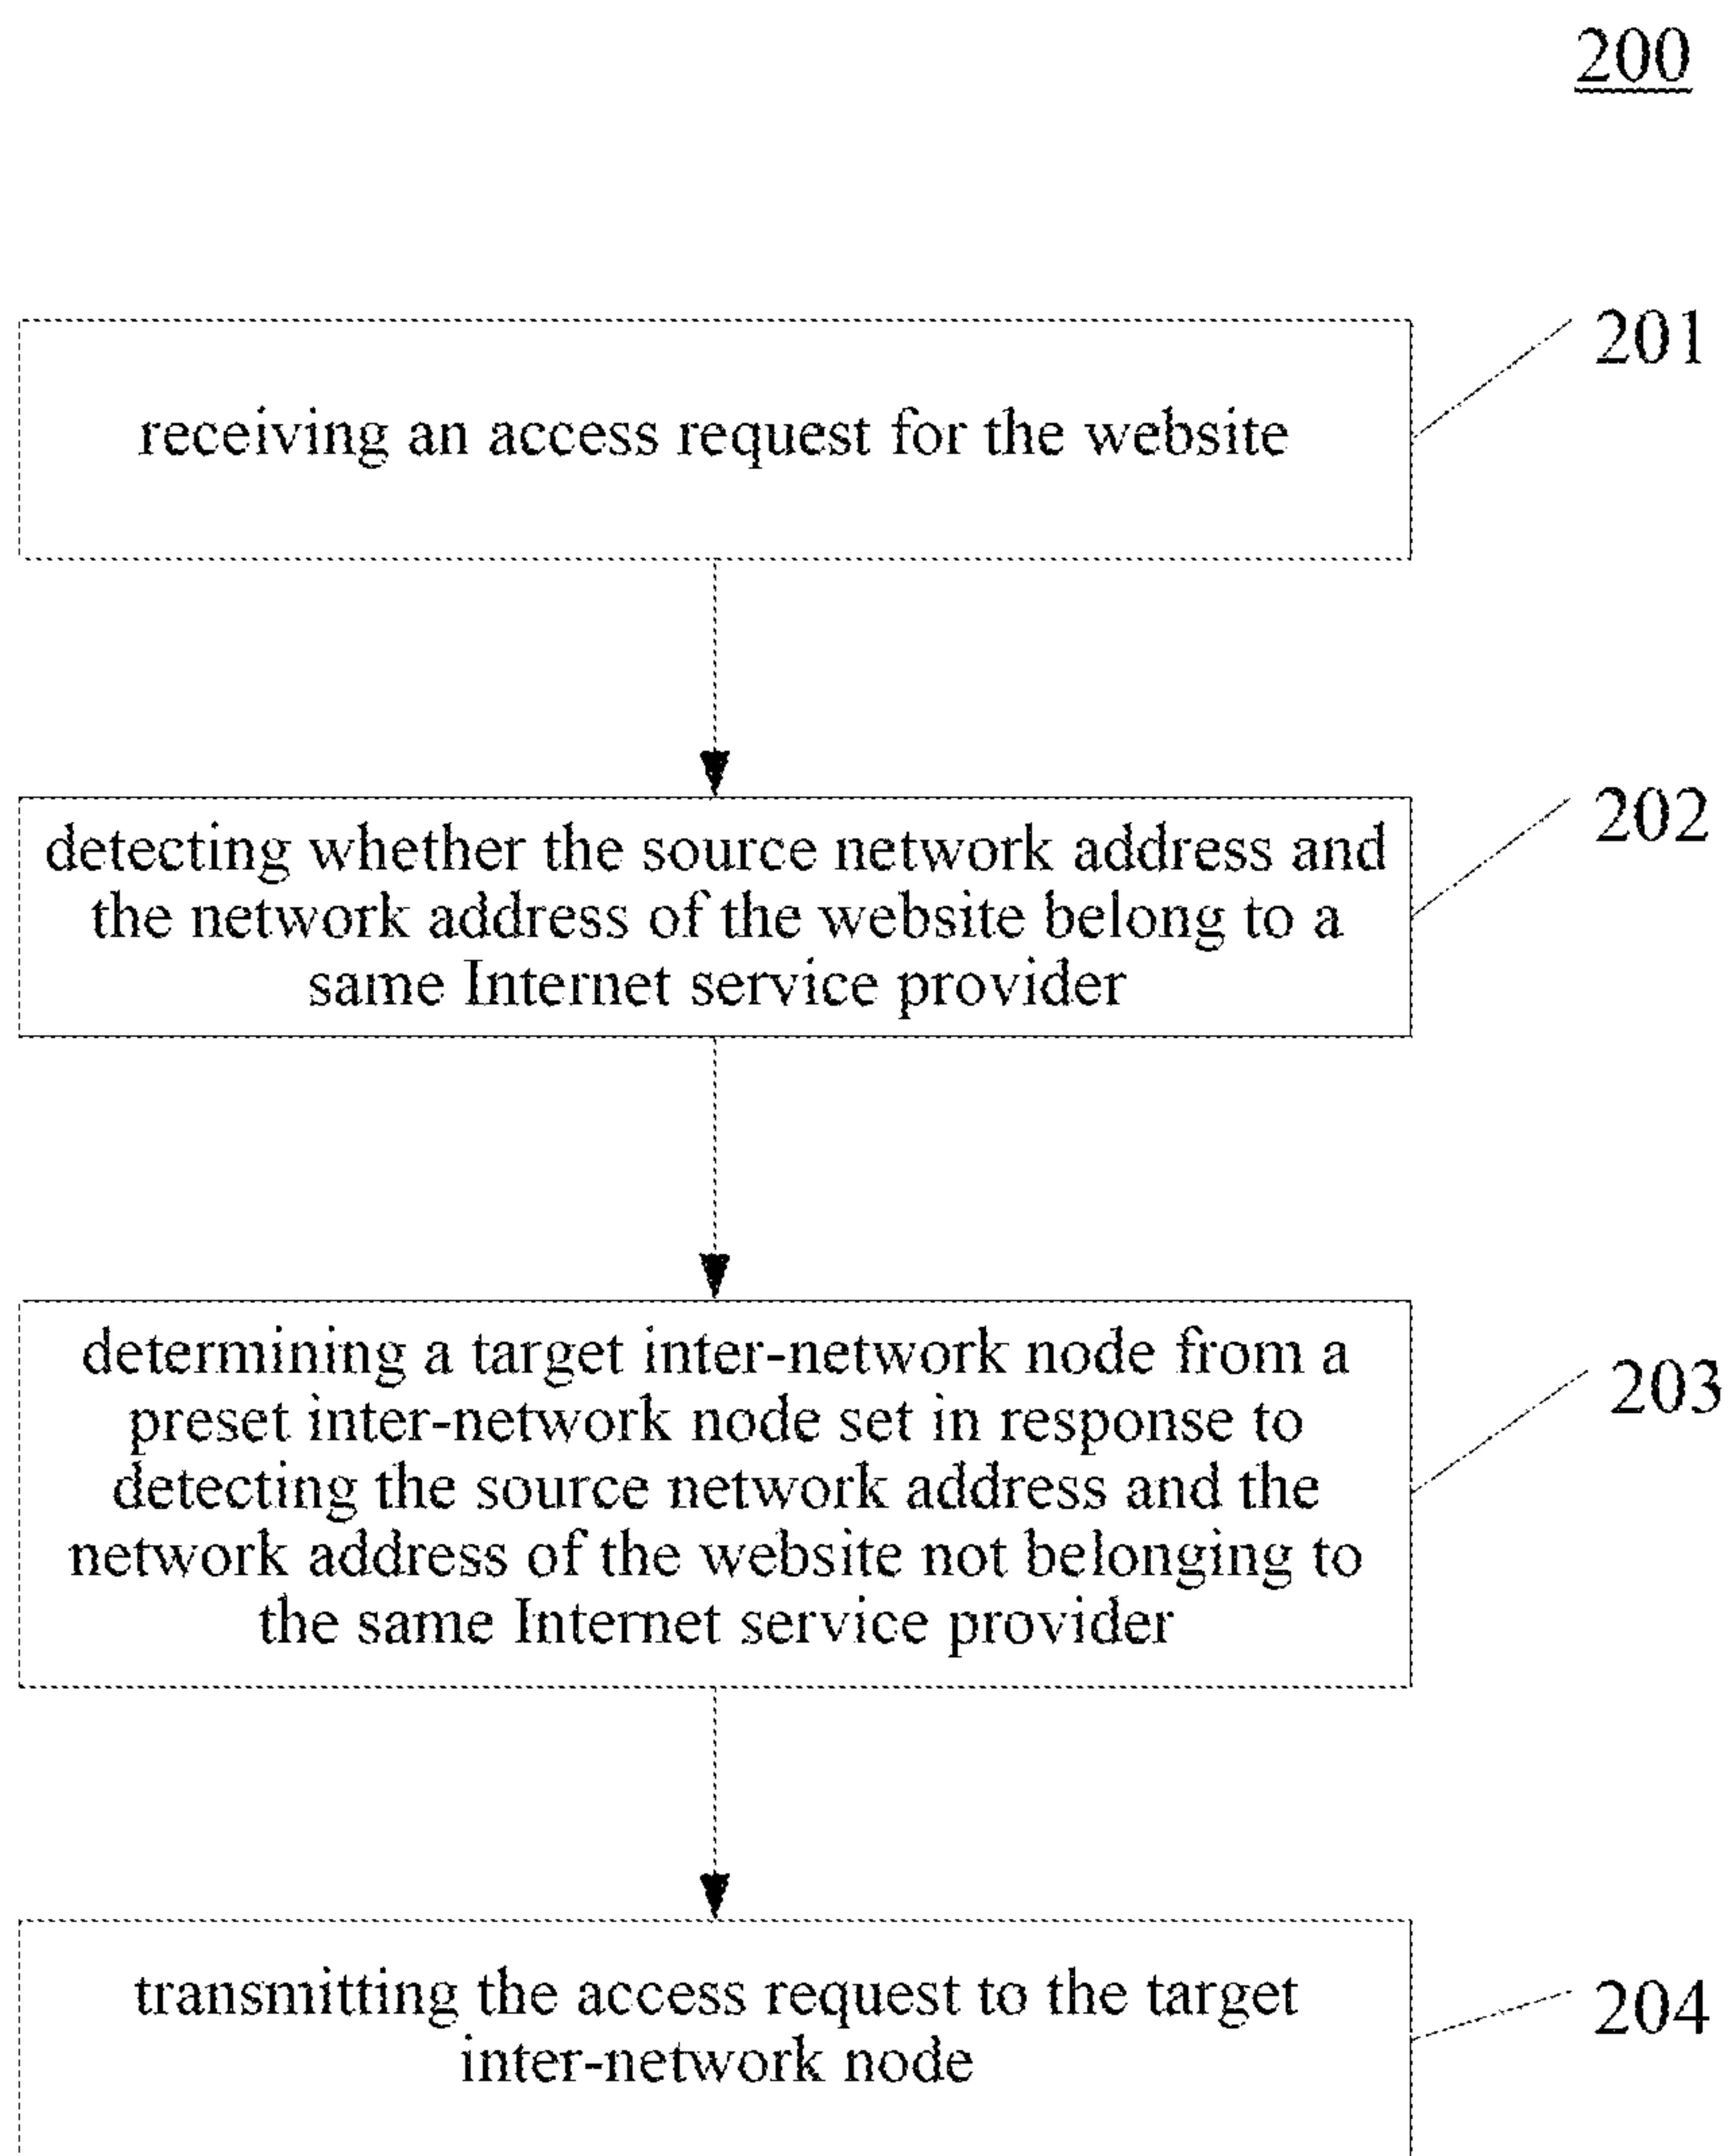 200
201
receiving an access request for the website
202
detecting whether the source network address and
the network address of the website belong to a
same Internet service provider
203
determining a target inter-network node from a
preset inter-network node set in response to
detecting the source network address and the
network address of the website not belonging to
the same Internet service provider
204
transmitting the access request to the target
inter-network node